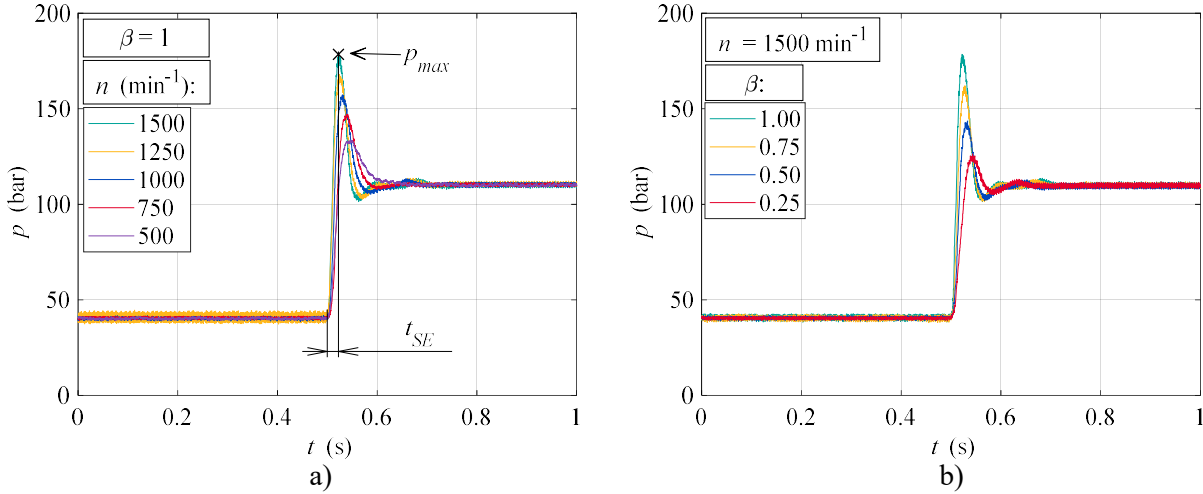 200
150
100
50
0
p (bar)
β = 1
n (min⁻¹):
1500
1250
1000
750
500
p_max
t_SE
0 0.2 0.4 0.6 0.8 1
t (s)
a)
200
150
100
50
0
p (bar)
n = 1500 min⁻¹
β:
1.00
0.75
0.50
0.25
0 0.2 0.4 0.6 0.8 1
t (s)
b)